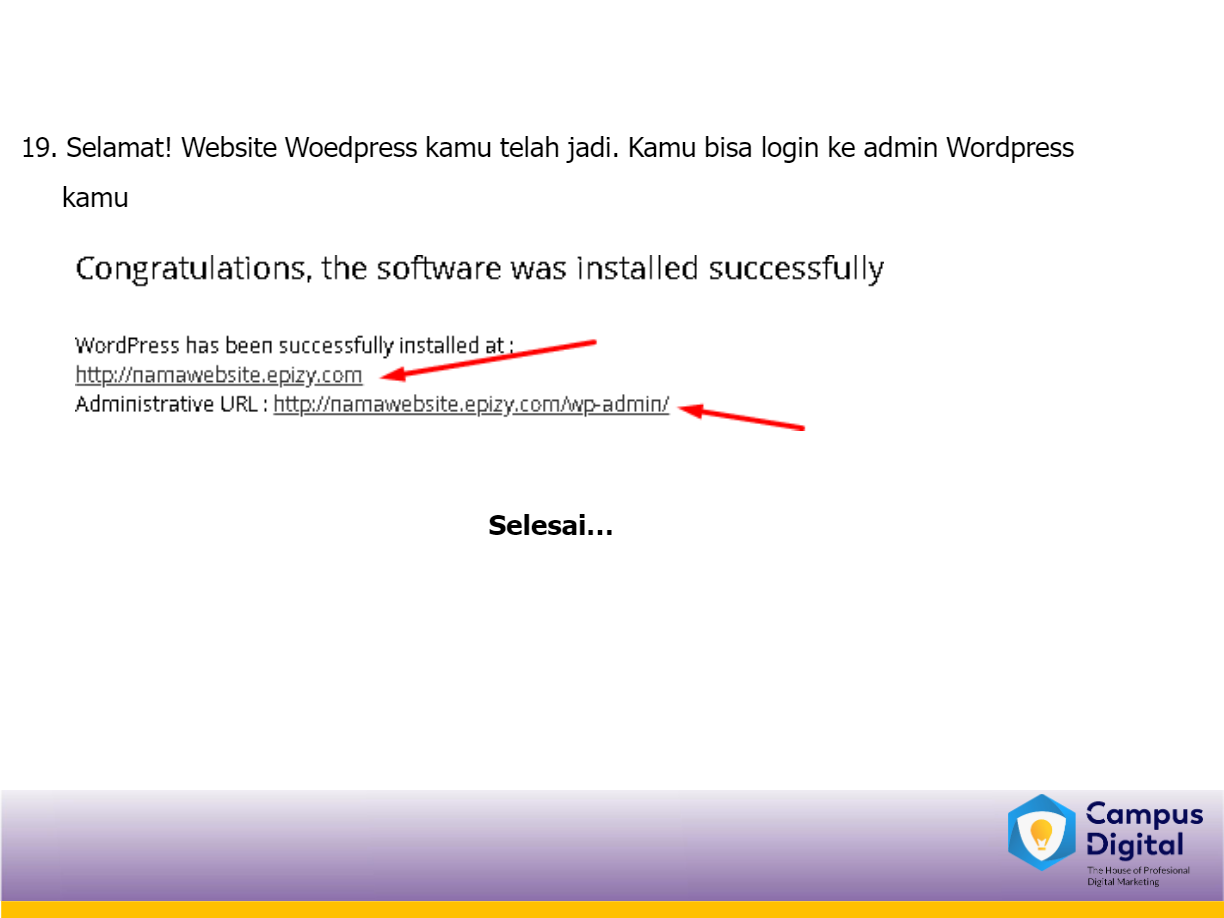 19. Selamat! Website Woedpress kamu telah jadi. Kamu bisa login ke admin Wordpress
kamu
Congratulations, the software was installed successfully
WordPress has been successfully installed at :
http://namawebsite.epizy.com
Administrative URL : http://namawebsite.epizy.com/wp-admin/
Selesai...
Campus
Digital
The House of Profesional
Digital Marketing